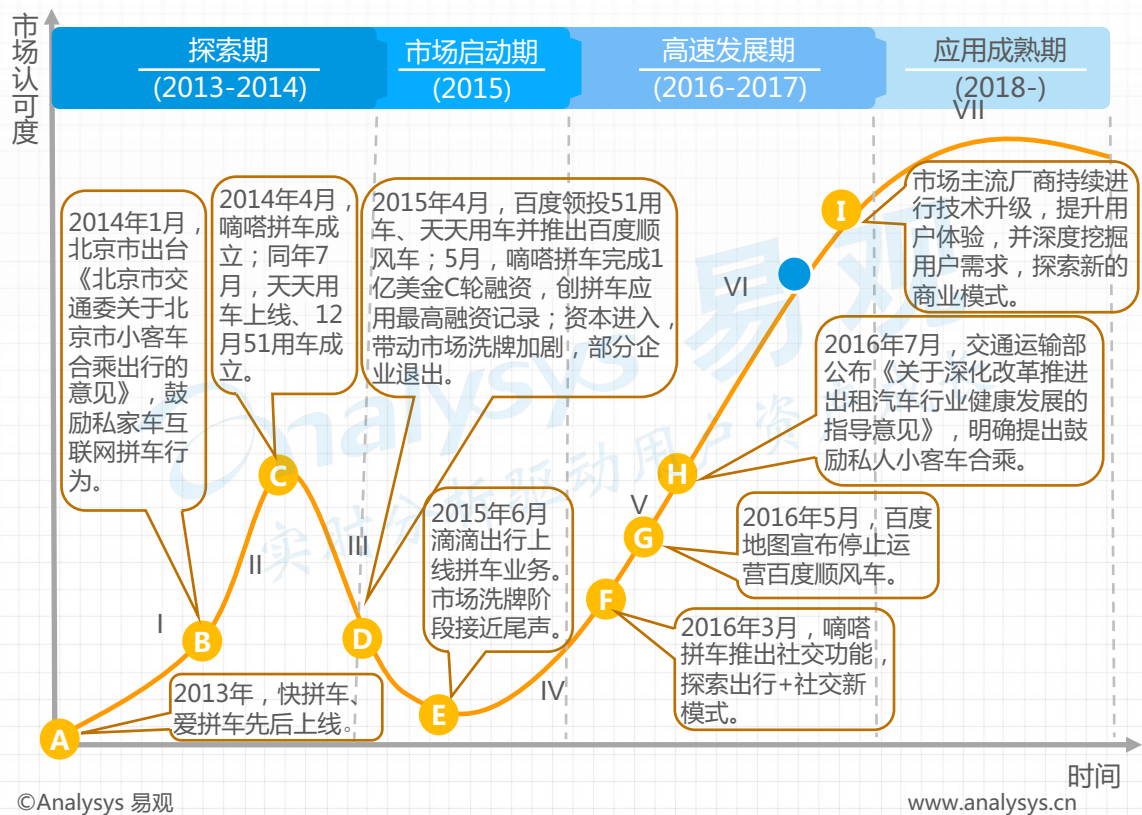 市场认可度
探索期
(2013-2014)
市场启动期
(2015)
高速发展期
(2016-2017)
应用成熟期
(2018-)
VII
2014年1月，
北京市出台
《北京市交
通委关于北
京市小客车
合乘出行的
意见》，鼓
励私家车互
联网拼车行
为。
2014年4月，
嘀嗒拼车成
立；同年7
月，天天用
车上线、12
月51用车成
立。
2015年4月，百度领投51用
车、天天用车并推出百度顺
风车；5月，嘀嗒拼车完成1
亿美金C轮融资，创拼车应
用最高融资记录；资本进入，
带动市场洗牌加剧，部分企
业退出。
市场主流厂商持续进
行技术升级，提升用
户体验，并深度挖掘
用户需求，探索新的
商业模式。
I
VI
2016年7月，交通运输部
公布《关于深化改革推进
出租汽车行业健康发展的
指导意见》，明确提出鼓
励私人小客车合乘。
C
H
2015年6月
滴滴出行上
线拼车业务。
市场洗牌阶
段接近尾声。
V
G
2016年5月，百度
地图宣布停止运
营百度顺风车。
III
II
F
2016年3月，嘀嗒
拼车推出社交功能，
探索出行+社交新
模式。
I
B
D
IV
2013年，快拼车、
爱拼车先后上线。
E
A
时间
Analysys 易观
实时分析驱动用户资产成长
©Analysys 易观
www.analysys.cn